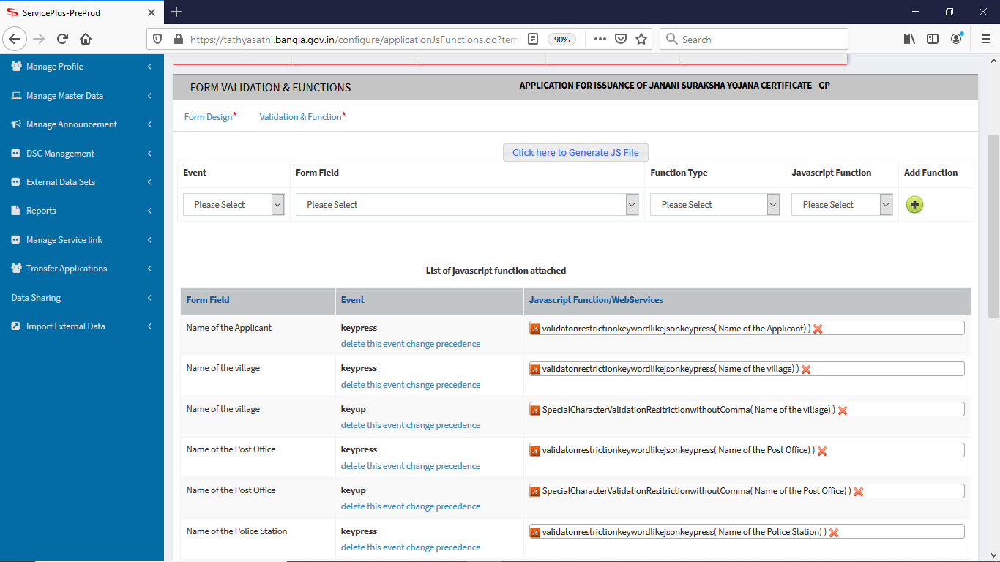 ServicePlus-PreProd
https://tathyasathi.bangla.gov.in/configure/applicationJsFunctions.do?tem
90%
Search
Manage Profile
Manage Master Data
Manage Announcement
DSC Management
External Data Sets
Reports
Manage Service link
Transfer Applications
Data Sharing
Import External Data
FORM VALIDATION & FUNCTIONS
APPLICATION FOR ISSUANCE OF JANANI SURAKSHA YOJANA CERTIFICATE - GP
Form Design* Validation & Function*
Click here to Generate JS File
Event Form Field Function Type Javascript Function Add Function
Please Select Please Select Please Select Please Select
List of javascript function attached
Form Field Event Javascript Function/WebServices
Name of the Applicant keypress JS validatonrestrictionkeywordlikejsonkeypress( Name of the Applicant) )
delete this event change precedence
Name of the village keypress JS validatonrestrictionkeywordlikejsonkeypress( Name of the village) )
delete this event change precedence
Name of the village keyup JS SpecialCharacterValidationResitrictionwithoutComma( Name of the village) )
delete this event change precedence
Name of the Post Office keypress JS validatonrestrictionkeywordlikejsonkeypress( Name of the Post Office) )
delete this event change precedence
Name of the Post Office keyup JS SpecialCharacterValidationResitrictionwithoutComma( Name of the Post Office) )
delete this event change precedence
Name of the Police Station keypress JS validatonrestrictionkeywordlikejsonkeypress( Name of the Police Station) )
delete this event change precedence